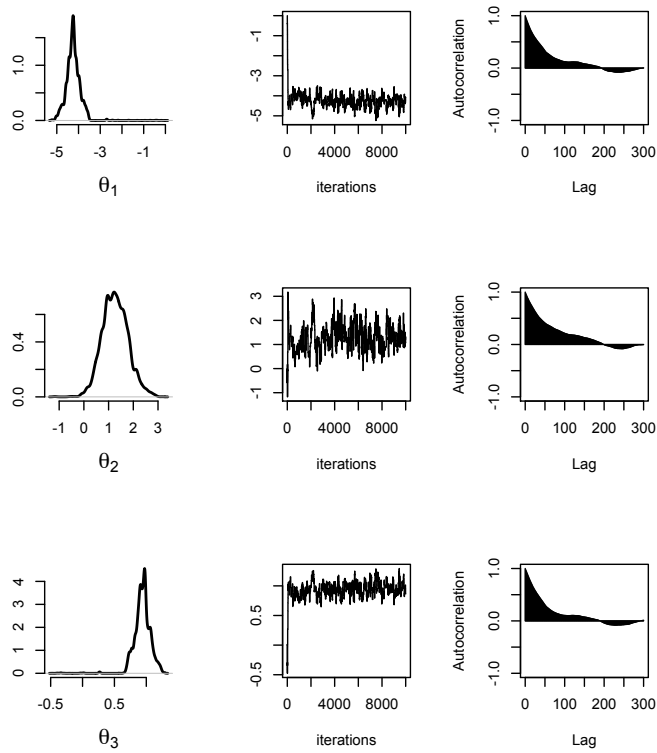 1.0
0.0
-5 -3 -1
θ1
-5 -3 -1
0 4000 8000
iterations
Autocorrelation
-1.0 0.0 1.0
0 100 200 300
Lag
0.4
0.0
-1 0 1 2 3
θ2
-1 0 1 2 3
0 4000 8000
iterations
Autocorrelation
-1.0 0.0 1.0
0 100 200 300
Lag
4
3
2
1
0
-0.5 0.5
θ3
-0.5 0.5
0 4000 8000
iterations
Autocorrelation
-1.0 0.0 1.0
0 100 200 300
Lag